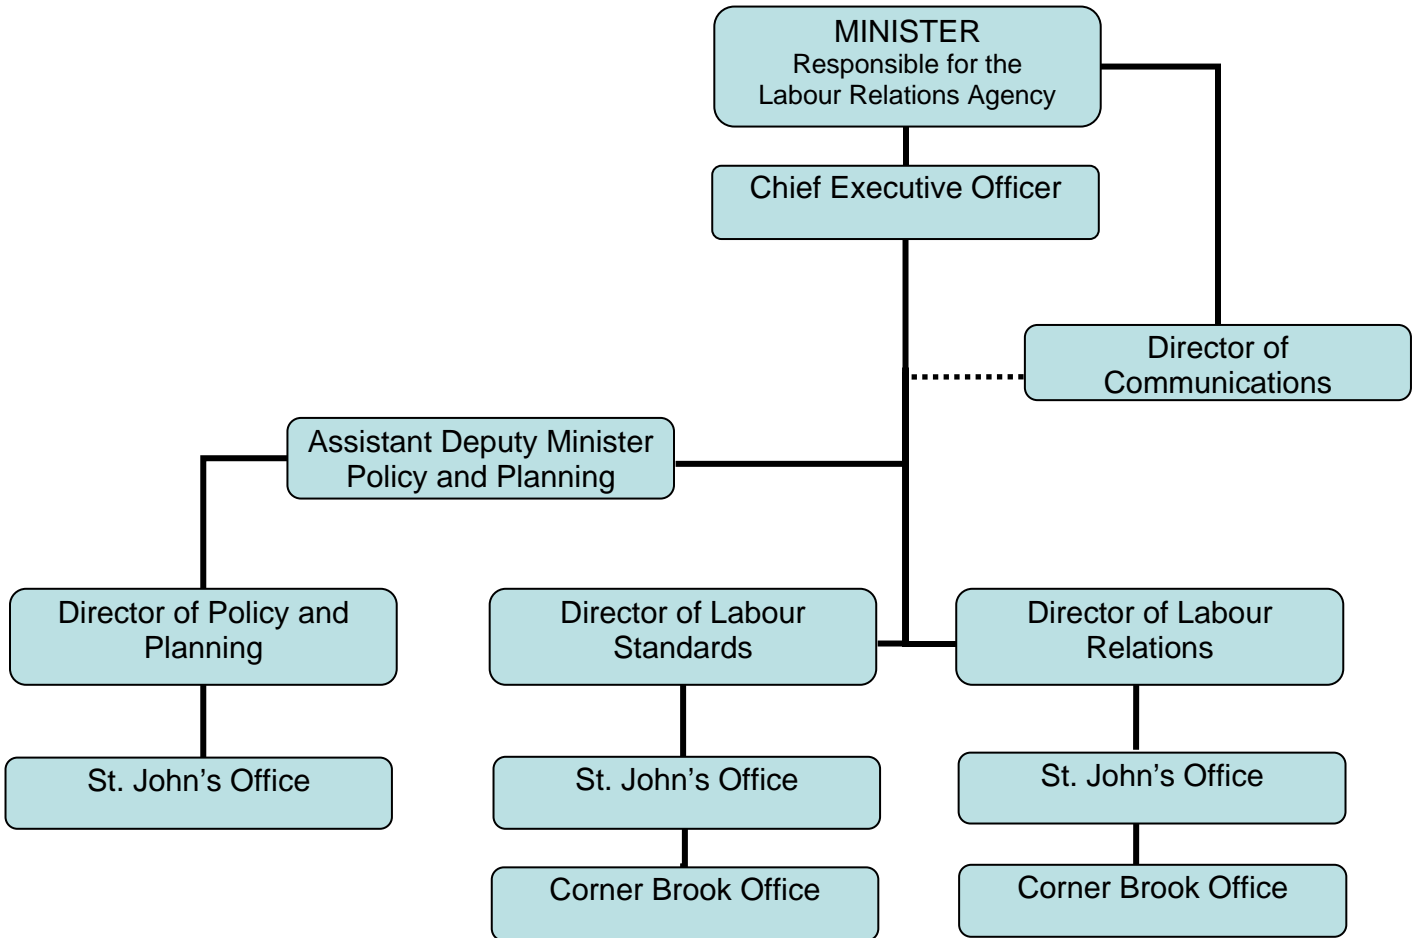 MINISTER
Responsible for the
Labour Relations Agency
Chief Executive Officer
Director of
Communications
Assistant Deputy Minister
Policy and Planning
Director of Policy and
Planning
Director of Labour
Standards
Director of Labour
Relations
St. John’s Office
St. John’s Office
St. John’s Office
Corner Brook Office
Corner Brook Office